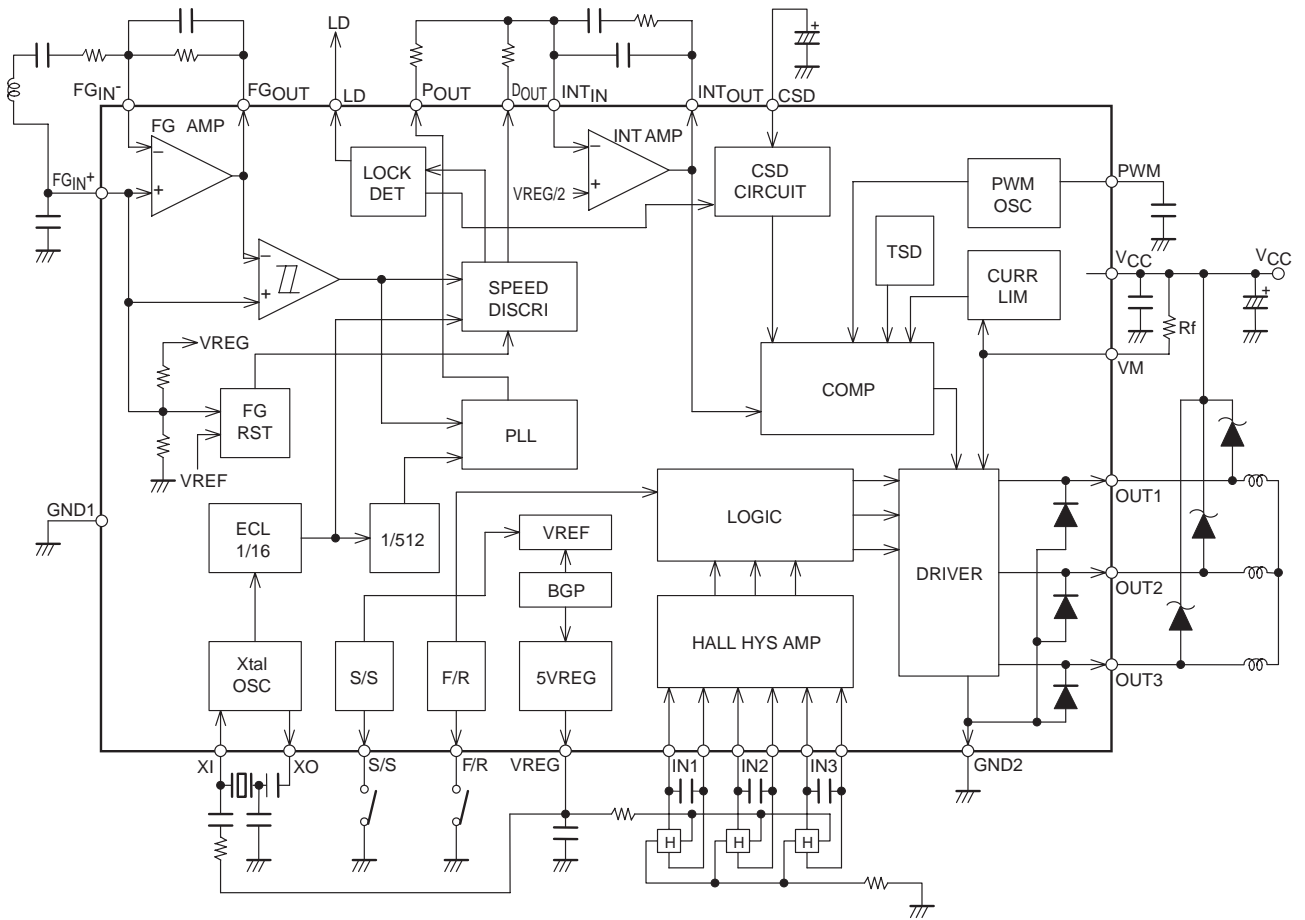 LD
FGIN-
FGOUT
LD
POUT
DOUT
INTIN
INTOUT
CSD
+
FG AMP
INT AMP
−
+
FGIN+
LOCK
DET
VREG/2
−
+
CSD
CIRCUIT
PWM
OSC
PWM
TSD
CURR
LIM
VCC
VCC
+
Rf
VM
−
+
SPEED
DISCRI
VREG
FG
RST
VREF
PLL
COMP
GND1
ECL
1/16
1/512
VREF
BGP
LOGIC
DRIVER
OUT1
OUT2
OUT3
Xtal
OSC
S/S
F/R
5VREG
HALL HYS AMP
XI
XO
S/S
F/R
VREG
IN1
IN2
IN3
GND2
H
H
H